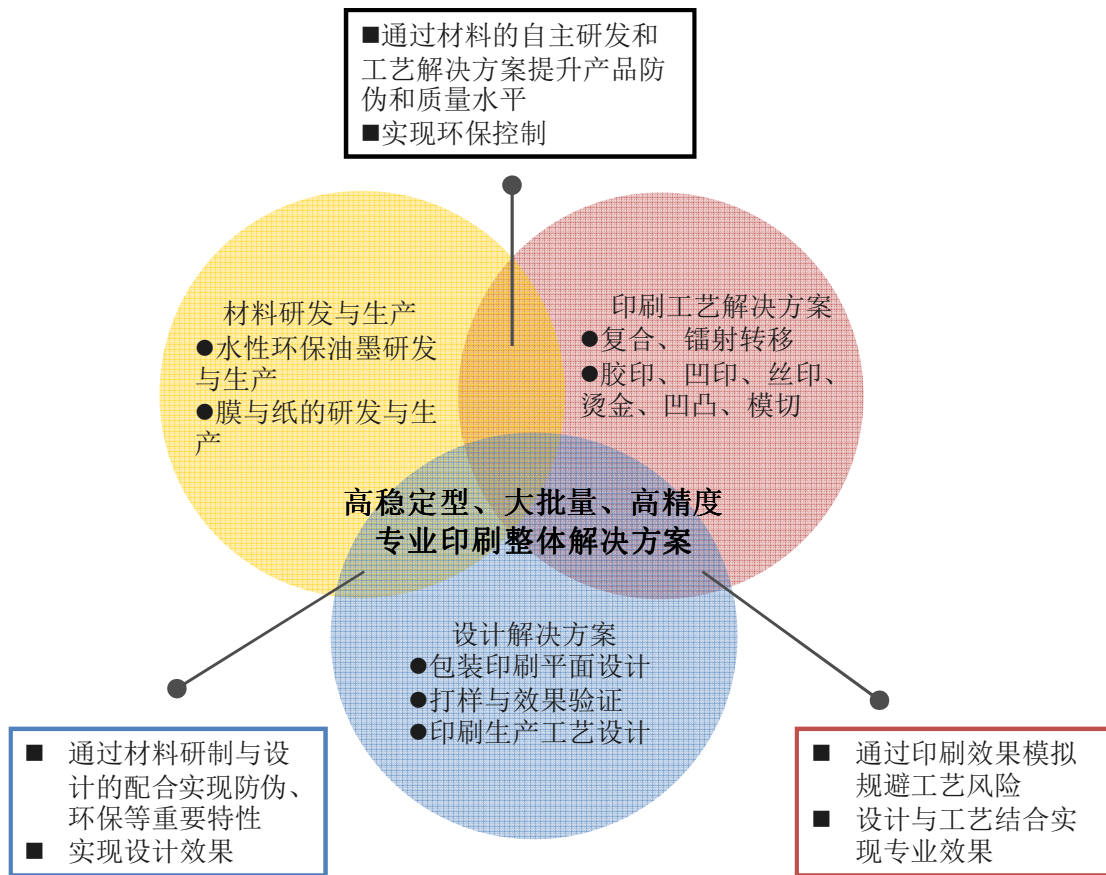 ■通过材料的自主研发和
工艺解决方案提升产品防
伪和质量水平
■实现环保控制
材料研发与生产
●水性环保油墨研发
与生产
●膜与纸的研发与生
产
印刷工艺解决方案
●复合、镭射转移
●胶印、凹印、丝印、
烫金、凹凸、模切
高稳定型、大批量、高精度
专业印刷整体解决方案
设计解决方案
●包装印刷平面设计
●打样与效果验证
●印刷生产工艺设计
■ 通过材料研制与设
计的配合实现防伪、
环保等重要特性
■ 实现设计效果
■ 通过印刷效果模拟
规避工艺风险
■ 设计与工艺结合实
现专业效果